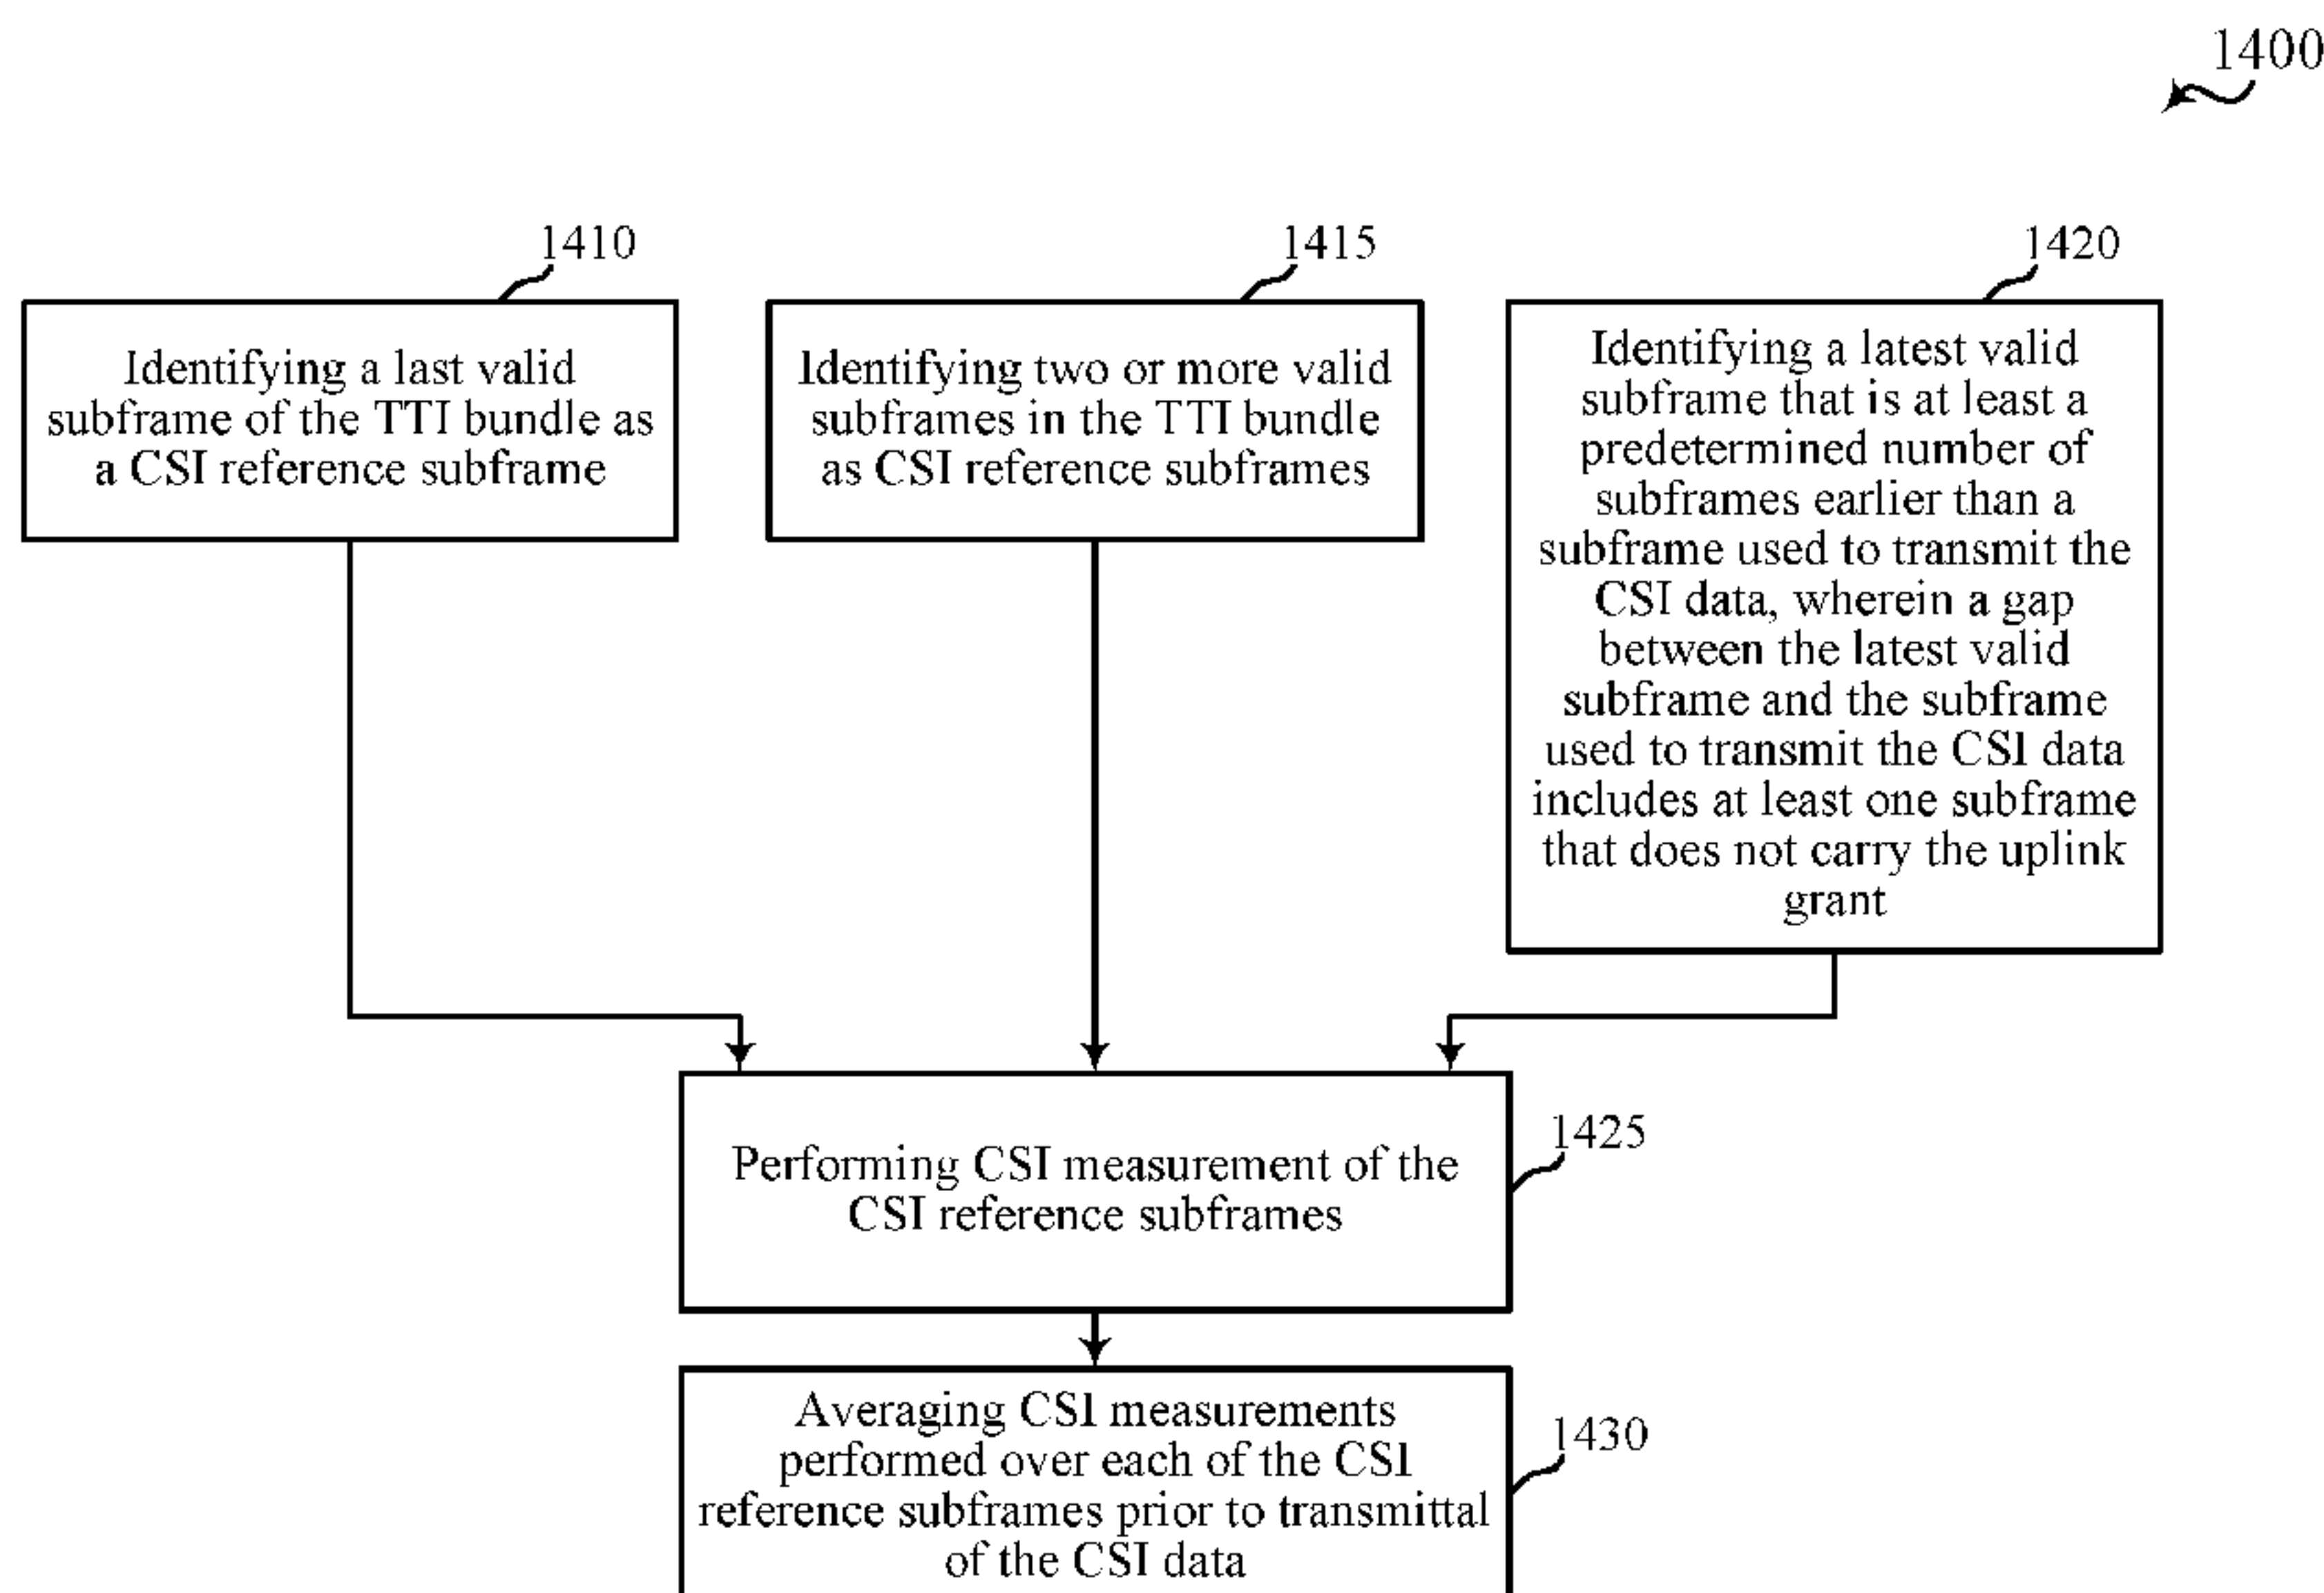 1400
1410
Identifying a last valid
subframe of the TTI bundle as
a CSI reference subframe
1415
Identifying two or more valid
subframes in the TTI bundle
as CSI reference subframes
1420
Identifying a latest valid
subframe that is at least a
predetermined number of
subframes earlier than a
subframe used to transmit the
CSI data, wherein a gap
between the latest valid
subframe and the subframe
used to transmit the CSI data
includes at least one subframe
that does not carry the uplink
grant
1425
Performing CSI measurement of the
CSI reference subframes
1430
Averaging CSI measurements
performed over each of the CSI
reference subframes prior to transmittal
of the CSI data